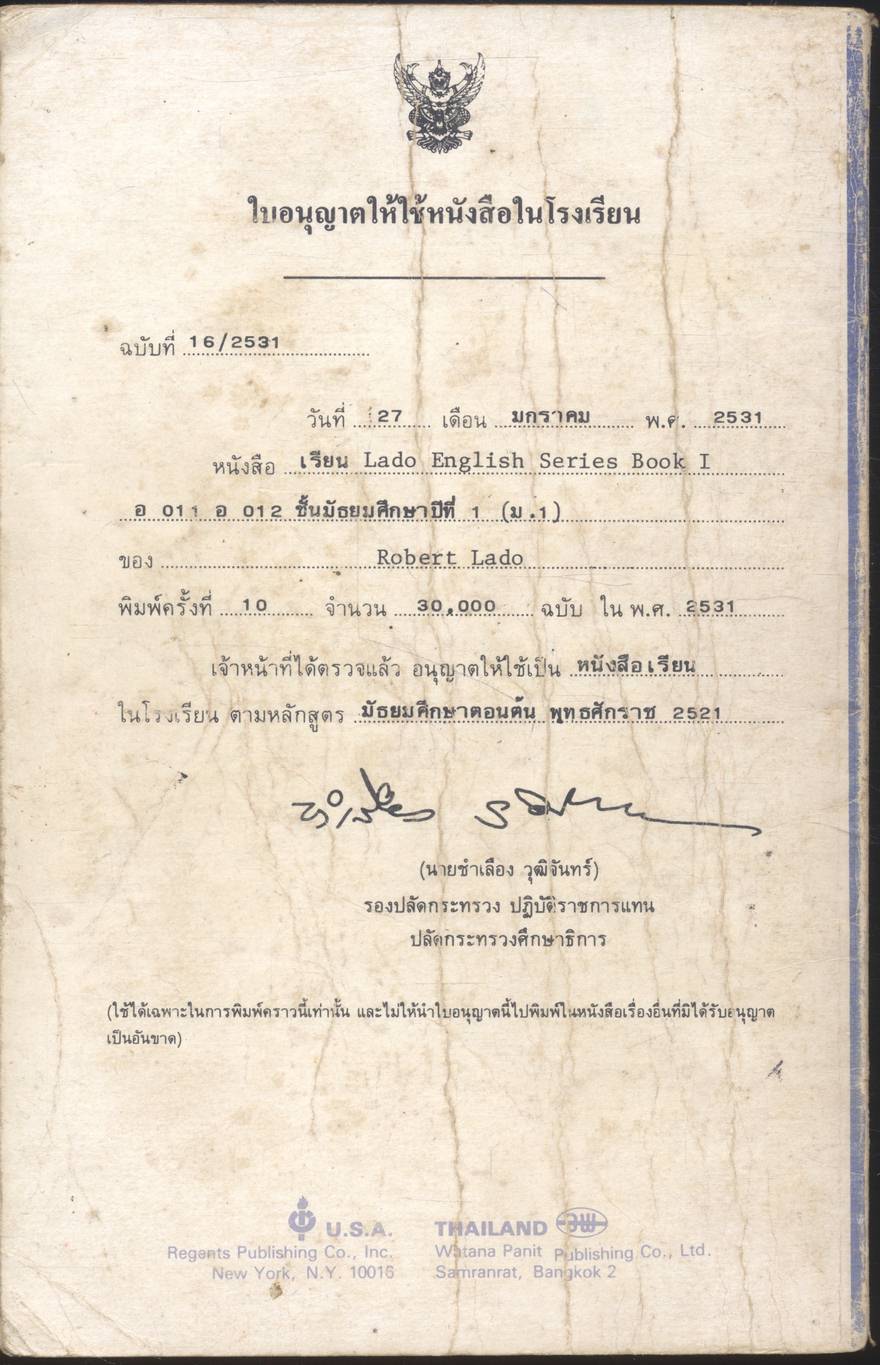 ใบอนุญาตให้ใช้หนังสือในโรงเรียน
ฉบับที่ 16/2531
วันที่ 27 เดือน มกราคม พ.ศ. 2531
หนังสือ เรียน Lado English Series Book I
อ 011 อ 012 ชั้นมัธยมศึกษาปีที่ 1 (ม.1)
ของ Robert Lado
พิมพ์ครั้งที่ 10 จำนวน 30,000 ฉบับ ใน พ.ศ. 2531
เจ้าหน้าที่ได้ตรวจแล้ว อนุญาตให้ใช้เป็น หนังสือเรียน
ในโรงเรียน ตามหลักสูตร มัธยมศึกษาตอนต้น พุทธศักราช 2521
(นายชำเลือง วุฒิจันทร์)
รองปลัดกระทรวง ปฏิบัติราชการแทน
ปลัดกระทรวงศึกษาธิการ
(ใช้ได้เฉพาะในการพิมพ์คราวนี้เท่านั้น และไม่ให้นำใบอนุญาตนี้ไปพิมพ์ในหนังสือเรื่องอื่นที่มิได้รับอนุญาต
เป็นอันขาด)
U.S.A.
Regents Publishing Co., Inc.
New York, N.Y. 10016
THAILAND
Watana Panit Publishing Co., Ltd.
Samranrat, Bangkok 2